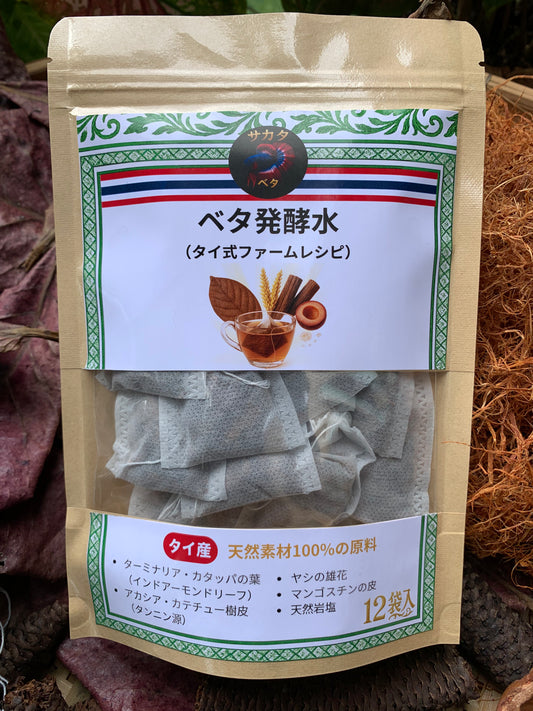 サカタ
ベタ
ベタ発酵水
（タイ式ファームレシピ）
タイ産 天然素材100%の原料
• ターミナリア・カタッパの葉
（インドアーモンドリーフ）
• アカシア・カテチュー樹皮
（タンニン源）
• ヤシの雄花
• マンゴスチンの皮
• 天然岩塩
12袋入